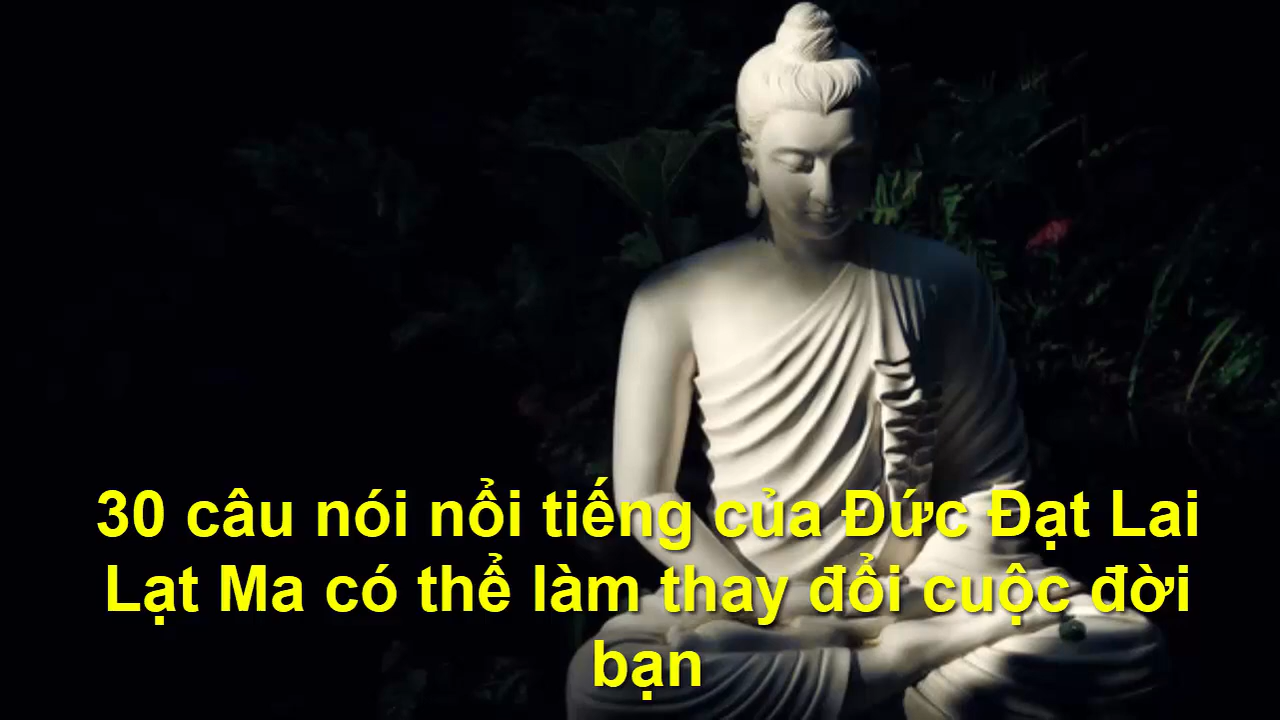 30 câu nói nổi tiếng của Đức Đạt Lai
Lạt Ma có thể làm thay đổi cuộc đời
bạn